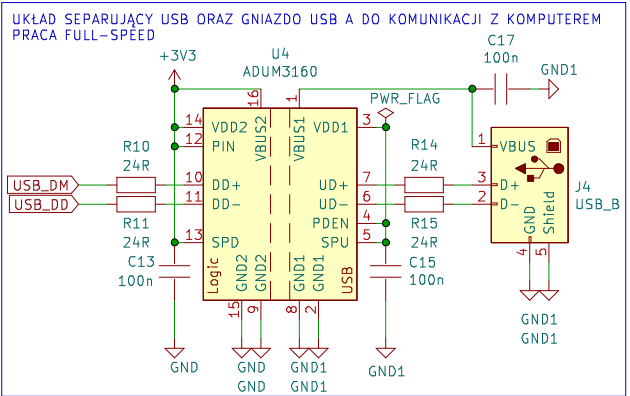 UKŁAD SEPARUJĄCY USB ORAZ GNIAZDO USB A DO KOMUNIKACJI Z KOMPUTEREM
PRACA FULL-SPEED
+3V3
U4
ADUM3160
C17
100n
GND1
PWR_FLAG
16
1
14
VDD2
VBUS2
VBUS1
VDD1
3
12
PIN
R10
24R
R14
24R
1
VBUS
USB_DM
10
DD+
UD+
7
3
D+
J4
USB_DD
11
DD-
UD-
6
2
D-
USB_B
R11
24R
PDEN
4
R15
24R
GND
Shield
13
SPD
SPU
5
C13
100n
Logic
GND2
GND2
GND1
GND1
USB
C15
100n
4
5
15
9
8
2
GND1
GND1
GND
GND
GND
GND1
GND1
GND1